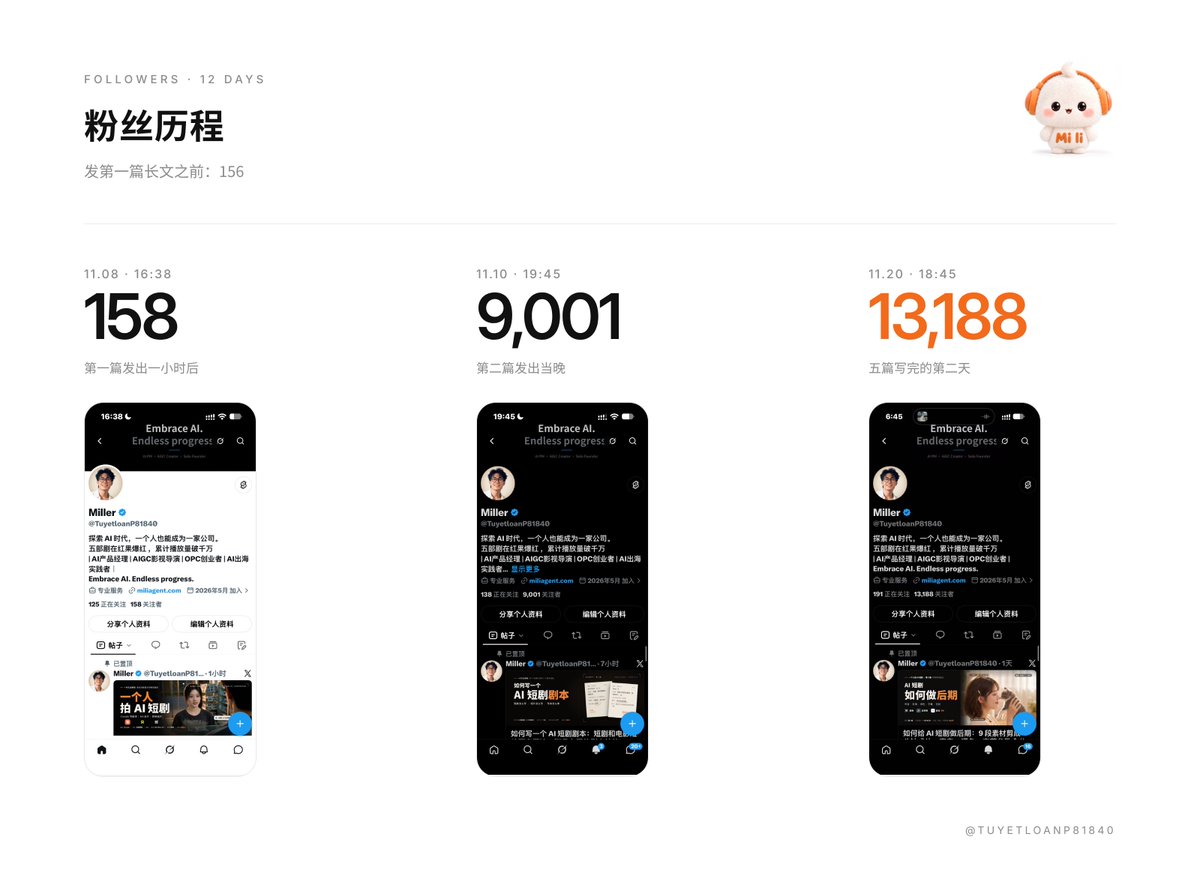 FOLLOWERS · 12 DAYS
粉丝历程
发第一篇长文之前：156
Mi li
11.08 · 16:38
158
第一篇发出一小时后
16:38
Embrace AI.
Endless progress
Miller
@TuyetloanP81840
探索 AI 时代，一个人也能成为一家公司。
五部剧在红果爆红，累计播放量破千万
| AI产品经理 | AIGC影视导演 | OPC创业者 | AI出海
实践者 |
Embrace AI. Endless progress.
专业服务 miliagent.com 2026年5月 加入
125 正在关注 158 关注者
分享个人资料 编辑个人资料
帖子
已置顶
Miller @TuyetloanP81... · 1小时
一个人
拍 AI 短剧
11.10 · 19:45
9,001
第二篇发出当晚
19:45
Embrace AI.
Endless progress
Miller
@TuyetloanP81840
探索 AI 时代，一个人也能成为一家公司。
五部剧在红果爆红，累计播放量破千万
| AI产品经理 | AIGC影视导演 | OPC创业者 | AI出海
实践者... 显示更多
专业服务 miliagent.com 2026年5月 加入
138 正在关注 9,001 关注者
分享个人资料 编辑个人资料
帖子
已置顶
Miller @TuyetloanP81... · 7小时
如何写一个
AI 短剧剧本
如何写一个 AI 短剧剧本：短剧和电影
11.20 · 18:45
13,188
五篇写完的第二天
6:45
Embrace AI.
Endless progress
Miller
@TuyetloanP81840
探索 AI 时代，一个人也能成为一家公司。
五部剧在红果爆红，累计播放量破千万
| AI产品经理 | AIGC影视导演 | OPC创业者 |
Embrace AI. Endless progress.
专业服务 miliagent.com 2026年5月 加入
191 正在关注 13,188 关注者
分享个人资料 编辑个人资料
帖子
已置顶
Miller @TuyetloanP81840 · 1天
AI 短剧
如何做后期
如何给 AI 短剧做后期：9 段素材剪成
@TUYETLOANP81840